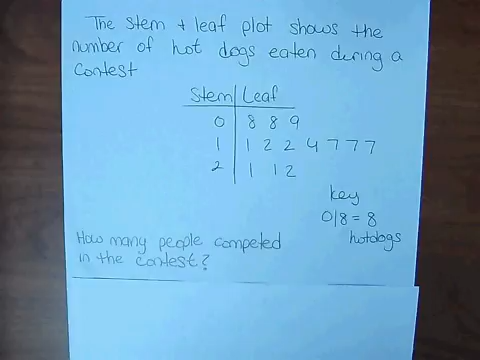 The stem + leaf plot shows the
number of hot dogs eaten during a
contest
Stem Leaf
0 8 8 9
1 1 2 2 4 7 7 7
2 1 1 2
key
0|8 = 8
hotdogs
How many people competed
in the contest?